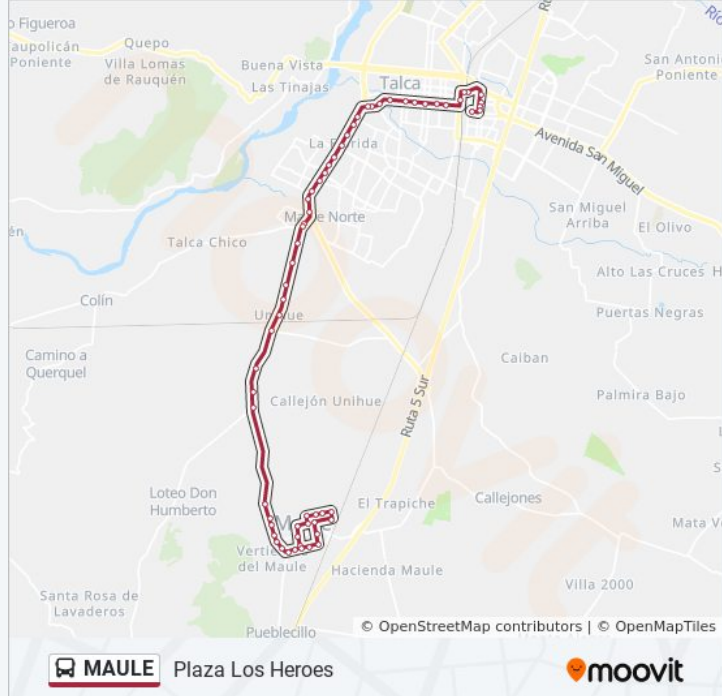 o Figueroa
aupolicán
Poniente
Quepo
Villa Lomas
de Rauquén
Buena Vista
Las Tinajas
Talca
San Antonio
Poniente
La Florida
Avenida San Miguel
Maule Norte
Talca Chico
San Miguel
Arriba
El Olivo
Alto Las Cruces
Colín
Unihue
Puertas Negras
Camino a
Querquel
Caiban
Callejón Unihue
Palmira Bajo
Ruta 5 Sur
Loteo Don
Humberto
El Trapiche
Callejones
Maule
Mata V
del Maule
Hacienda Maule
Villa 2000
Santa Rosa de
Lavaderos
Pueblecillo
© OpenStreetMap contributors | © OpenMapTiles
MAULE Plaza Los Heroes
moovit